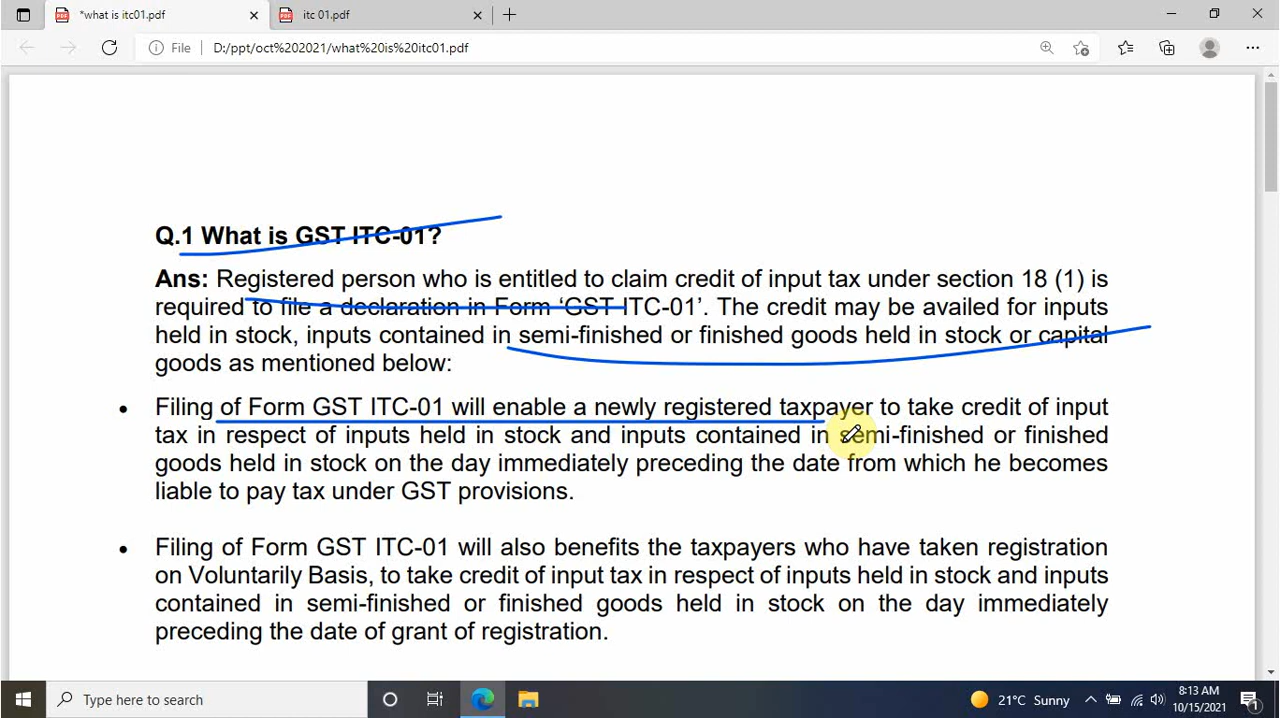 *what is itc01.pdf
itc 01.pdf
File
D:/ppt/oct%202021/what%20is%20itc01.pdf
Q.1 What is GST ITC-01?
Ans: Registered person who is entitled to claim credit of input tax under section 18 (1) is
required to file a declaration in Form ‘GST ITC-01’. The credit may be availed for inputs
held in stock, inputs contained in semi-finished or finished goods held in stock or capital
goods as mentioned below:
• Filing of Form GST ITC-01 will enable a newly registered taxpayer to take credit of input
tax in respect of inputs held in stock and inputs contained in semi-finished or finished
goods held in stock on the day immediately preceding the date from which he becomes
liable to pay tax under GST provisions.
• Filing of Form GST ITC-01 will also benefits the taxpayers who have taken registration
on Voluntarily Basis, to take credit of input tax in respect of inputs held in stock and inputs
contained in semi-finished or finished goods held in stock on the day immediately
preceding the date of grant of registration.
Type here to search
21°C Sunny
8:13 AM
10/15/2021
1